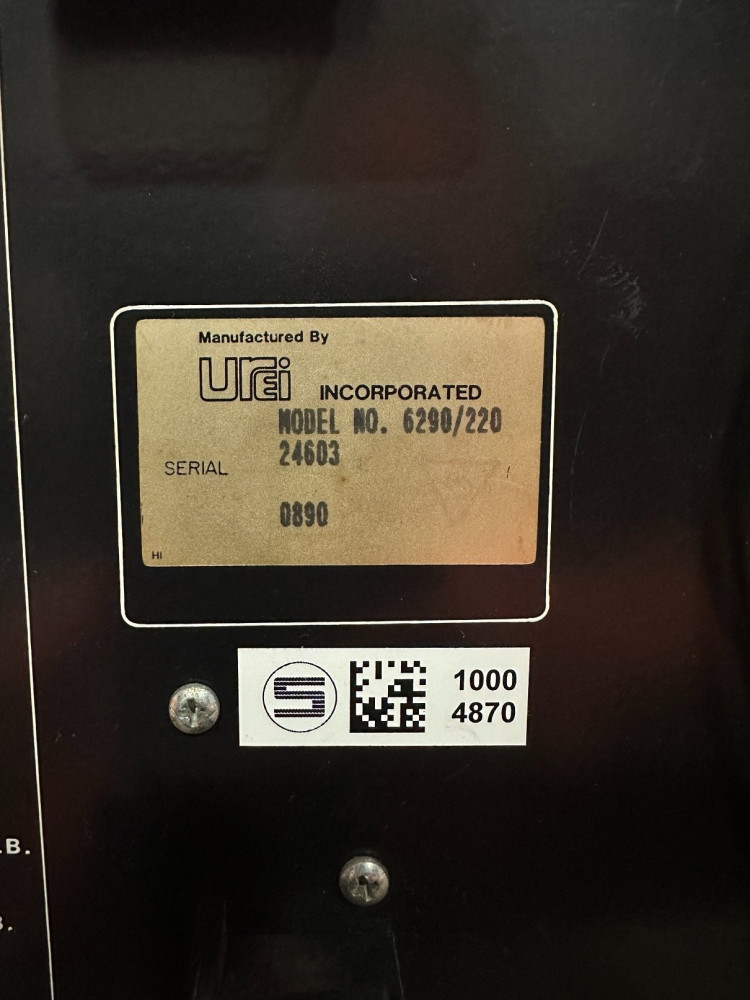 Manufactured By
urei INCORPORATED
MODEL NO. 6290/220
SERIAL 24603
0890
HI
S
1000
4870
.B.
B.